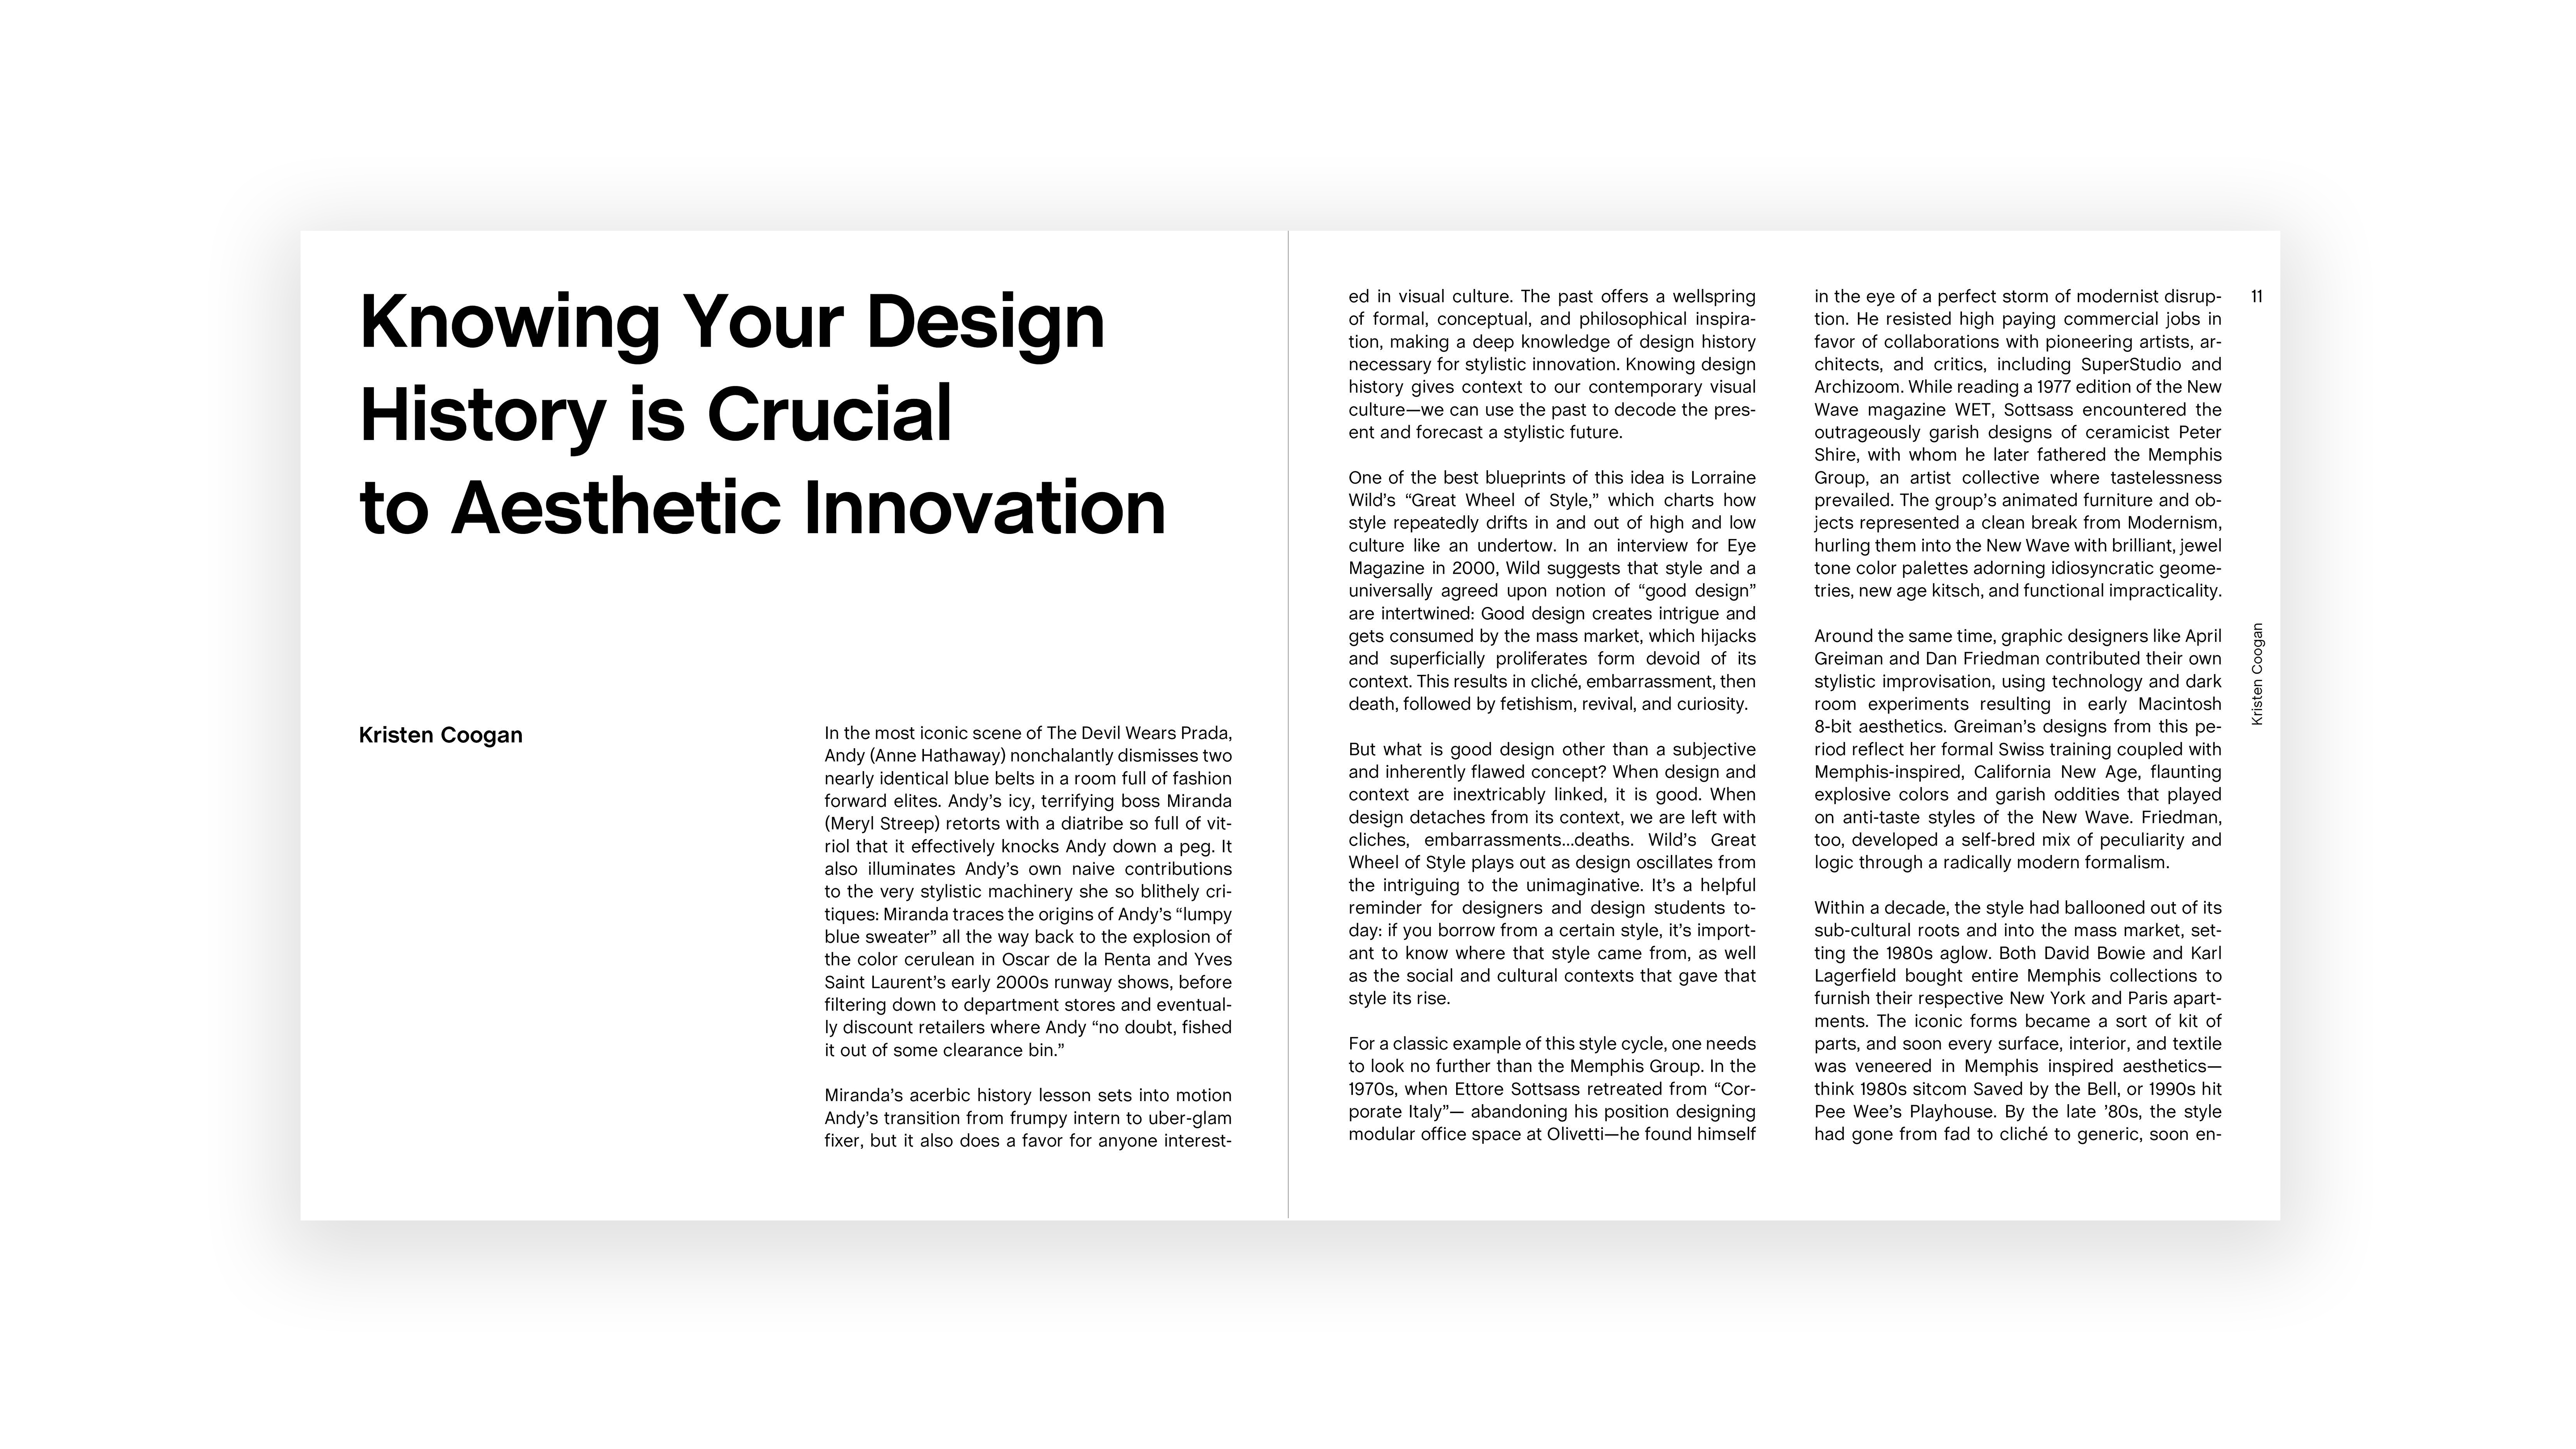 Knowing Your Design
History is Crucial
to Aesthetic Innovation
Kristen Coogan
In the most iconic scene of The Devil Wears Prada,
Andy (Anne Hathaway) nonchalantly dismisses two
nearly identical blue belts in a room full of fashion
forward elites. Andy’s icy, terrifying boss Miranda
(Meryl Streep) retorts with a diatribe so full of vit-
riol that it effectively knocks Andy down a peg. It
also illuminates Andy’s own naive contributions
to the very stylistic machinery she so blithely cri-
tiques: Miranda traces the origins of Andy’s “lumpy
blue sweater” all the way back to the explosion of
the color cerulean in Oscar de la Renta and Yves
Saint Laurent’s early 2000s runway shows, before
filtering down to department stores and eventual-
ly discount retailers where Andy “no doubt, fished
it out of some clearance bin.”
Miranda’s acerbic history lesson sets into motion
Andy’s transition from frumpy intern to uber-glam
fixer, but it also does a favor for anyone interest-
ed in visual culture. The past offers a wellspring
of formal, conceptual, and philosophical inspira-
tion, making a deep knowledge of design history
necessary for stylistic innovation. Knowing design
history gives context to our contemporary visual
culture—we can use the past to decode the pres-
ent and forecast a stylistic future.
One of the best blueprints of this idea is Lorraine
Wild’s “Great Wheel of Style,” which charts how
style repeatedly drifts in and out of high and low
culture like an undertow. In an interview for Eye
Magazine in 2000, Wild suggests that style and a
universally agreed upon notion of “good design”
are intertwined: Good design creates intrigue and
gets consumed by the mass market, which hijacks
and superficially proliferates form devoid of its
context. This results in cliché, embarrassment, then
death, followed by fetishism, revival, and curiosity.
But what is good design other than a subjective
and inherently flawed concept? When design and
context are inextricably linked, it is good. When
design detaches from its context, we are left with
cliches, embarrassments...deaths. Wild’s Great
Wheel of Style plays out as design oscillates from
the intriguing to the unimaginative. It’s a helpful
reminder for designers and design students to-
day: if you borrow from a certain style, it’s import-
ant to know where that style came from, as well
as the social and cultural contexts that gave that
style its rise.
For a classic example of this style cycle, one needs
to look no further than the Memphis Group. In the
1970s, when Ettore Sottsass retreated from “Cor-
porate Italy”— abandoning his position designing
modular office space at Olivetti—he found himself
in the eye of a perfect storm of modernist disrup-
tion. He resisted high paying commercial jobs in
favor of collaborations with pioneering artists, ar-
chitects, and critics, including SuperStudio and
Archizoom. While reading a 1977 edition of the New
Wave magazine WET, Sottsass encountered the
outrageously garish designs of ceramicist Peter
Shire, with whom he later fathered the Memphis
Group, an artist collective where tastelessness
prevailed. The group’s animated furniture and ob-
jects represented a clean break from Modernism,
hurling them into the New Wave with brilliant, jewel
tone color palettes adorning idiosyncratic geome-
tries, new age kitsch, and functional impracticality.
Around the same time, graphic designers like April
Greiman and Dan Friedman contributed their own
stylistic improvisation, using technology and dark
room experiments resulting in early Macintosh
8-bit aesthetics. Greiman’s designs from this pe-
riod reflect her formal Swiss training coupled with
Memphis-inspired, California New Age, flaunting
explosive colors and garish oddities that played
on anti-taste styles of the New Wave. Friedman,
too, developed a self-bred mix of peculiarity and
logic through a radically modern formalism.
Within a decade, the style had ballooned out of its
sub-cultural roots and into the mass market, set-
ting the 1980s aglow. Both David Bowie and Karl
Lagerfield bought entire Memphis collections to
furnish their respective New York and Paris apart-
ments. The iconic forms became a sort of kit of
parts, and soon every surface, interior, and textile
was veneered in Memphis inspired aesthetics—
think 1980s sitcom Saved by the Bell, or 1990s hit
Pee Wee’s Playhouse. By the late ’80s, the style
had gone from fad to cliché to generic, soon en-
11
Kristen Coogan